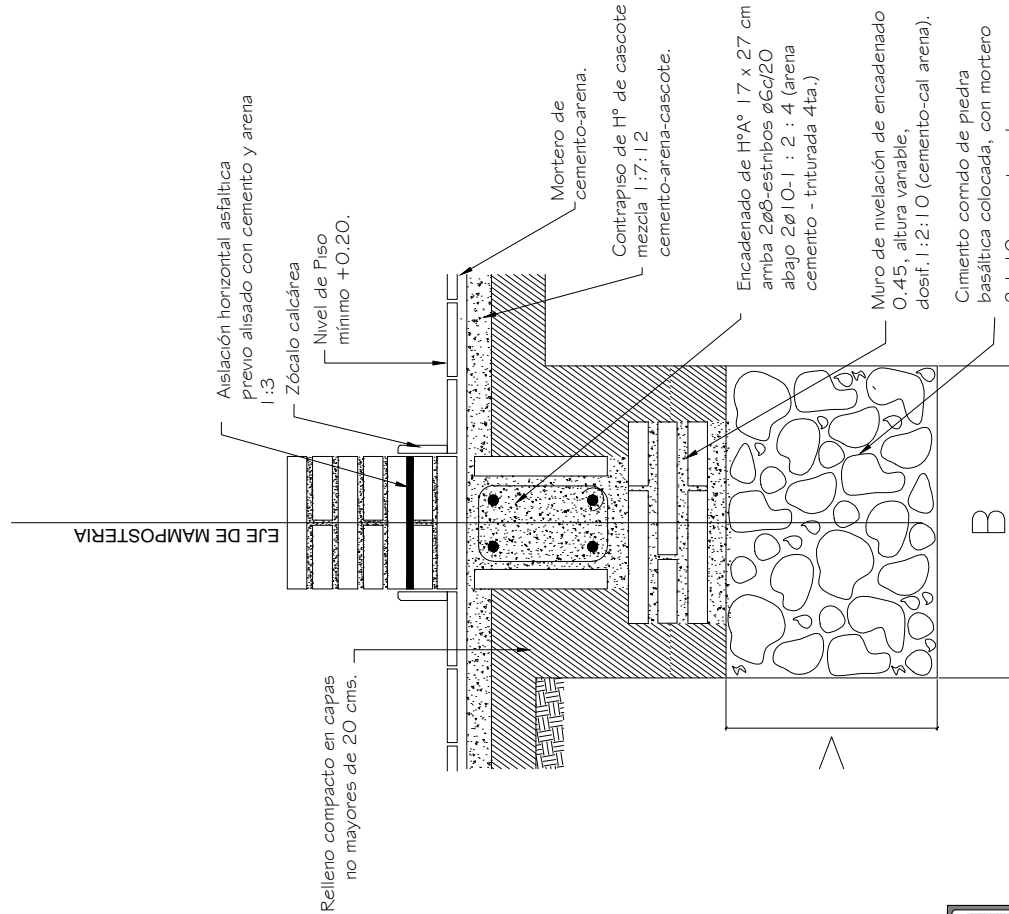 EJE DE MAMPOSTERIA
Aislación horizontal asfáltica
previo alisado con cemento y arena
1:3
Zócalo calcárea
Nivel de Piso
mínimo +0.20.
Mortero de
cemento-arena.
Contrapiso de Hº de cascote
mezcla 1:7:12
cemento-arena-cascote.
Relleno compacto en capas
no mayores de 20 cms.
Encadenado de HºAº 17 x 27 cm
arriba 2ø8-estribos ø6c/20
abajo 2ø10-1 : 2 : 4 (arena
cemento - triturada 4ta.)
Muro de nivelación de encadenado
0.45, altura variable,
dosif.1:2:10 (cemento-cal arena).
Cimiento corrido de piedra
basáltica colocada, con mortero
A
B